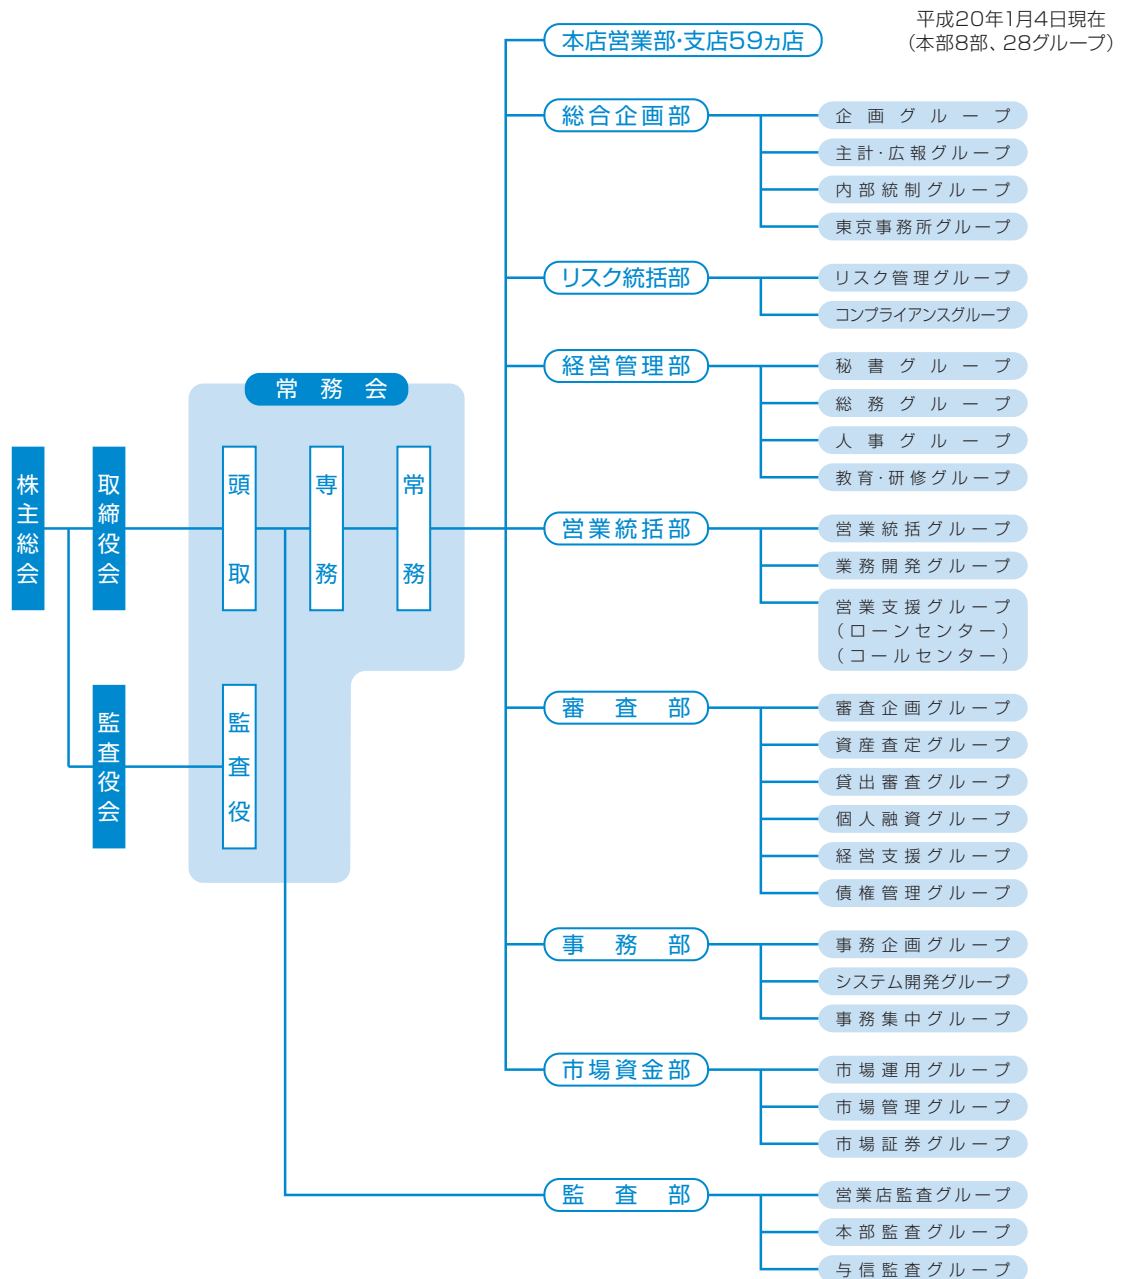 平成20年1月4日現在
（本部8部、28グループ）
本店営業部・支店59ヵ店
総合企画部
企画グループ
主計・広報グループ
内部統制グループ
東京事務所グループ
リスク統括部
リスク管理グループ
コンプライアンスグループ
経営管理部
秘書グループ
総務グループ
人事グループ
教育・研修グループ
常務会
株主総会
取締役会
頭取
専務
常務
営業統括部
営業統括グループ
業務開発グループ
営業支援グループ
（ローンセンター）
（コールセンター）
監査役会
監査役
審査部
審査企画グループ
資産査定グループ
貸出審査グループ
個人融資グループ
経営支援グループ
債権管理グループ
事務部
事務企画グループ
システム開発グループ
事務集中グループ
市場資金部
市場運用グループ
市場管理グループ
市場証券グループ
監査部
営業店監査グループ
本部監査グループ
与信監査グループ